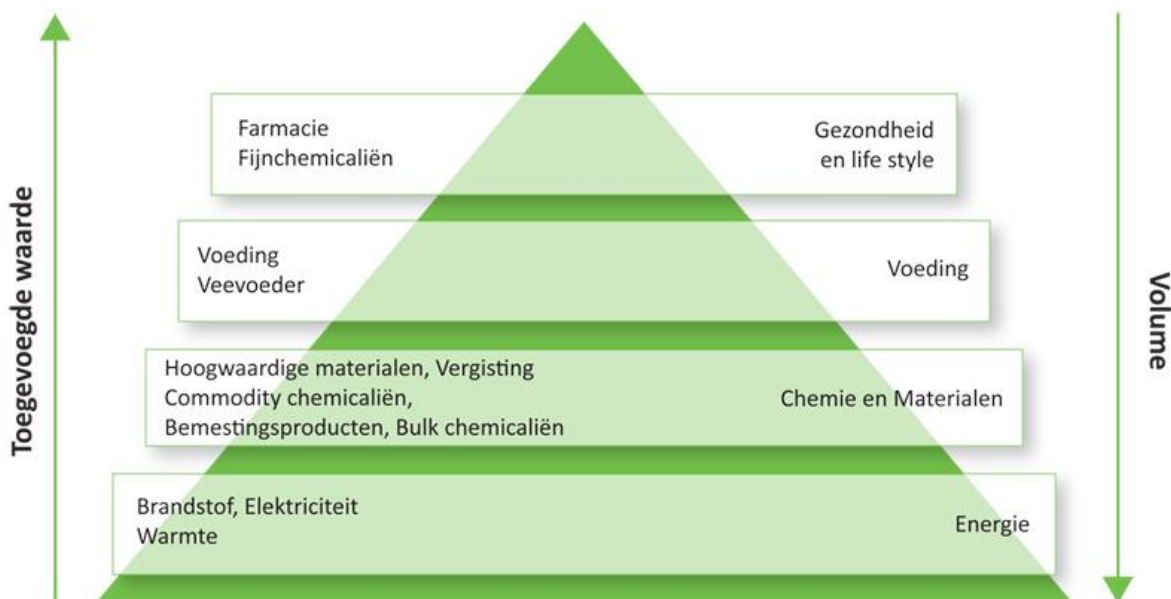 Toegevoegde waarde
Farmacie
Fijnchemicaliën
Gezondheid
en life style
Voeding
Veevoeder
Voeding
Hoogwaardige materialen, Vergisting
Commodity chemicaliën,
Bemestingsproducten, Bulk chemicaliën
Chemie en Materialen
Brandstof, Elektriciteit
Warmte
Energie
Volume